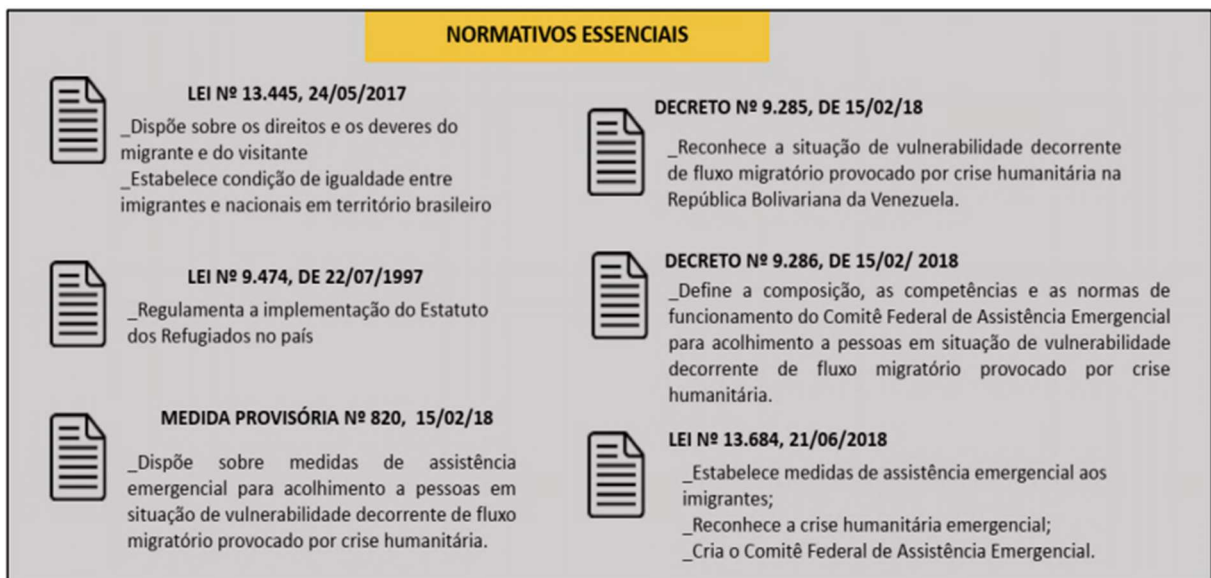 NORMATIVOS ESSENCIAIS
LEI Nº 13.445, 24/05/2017
_Dispõe sobre os direitos e os deveres do
migrante e do visitante
_Estabelece condição de igualdade entre
imigrantes e nacionais em território brasileiro
LEI Nº 9.474, DE 22/07/1997
_Regulamenta a implementação do Estatuto
dos Refugiados no país
MEDIDA PROVISÓRIA Nº 820, 15/02/18
_Dispõe sobre medidas de assistência
emergencial para acolhimento a pessoas em
situação de vulnerabilidade decorrente de fluxo
migratório provocado por crise humanitária.
DECRETO Nº 9.285, DE 15/02/18
_Reconhece a situação de vulnerabilidade decorrente
de fluxo migratório provocado por crise humanitária na
República Bolivariana da Venezuela.
DECRETO Nº 9.286, DE 15/02/ 2018
_Define a composição, as competências e as normas de
funcionamento do Comitê Federal de Assistência Emergencial
para acolhimento a pessoas em situação de vulnerabilidade
decorrente de fluxo migratório provocado por crise
humanitária.
LEI Nº 13.684, 21/06/2018
_Estabelece medidas de assistência emergencial aos
imigrantes;
_Reconhece a crise humanitária emergencial;
_Cria o Comitê Federal de Assistência Emergencial.